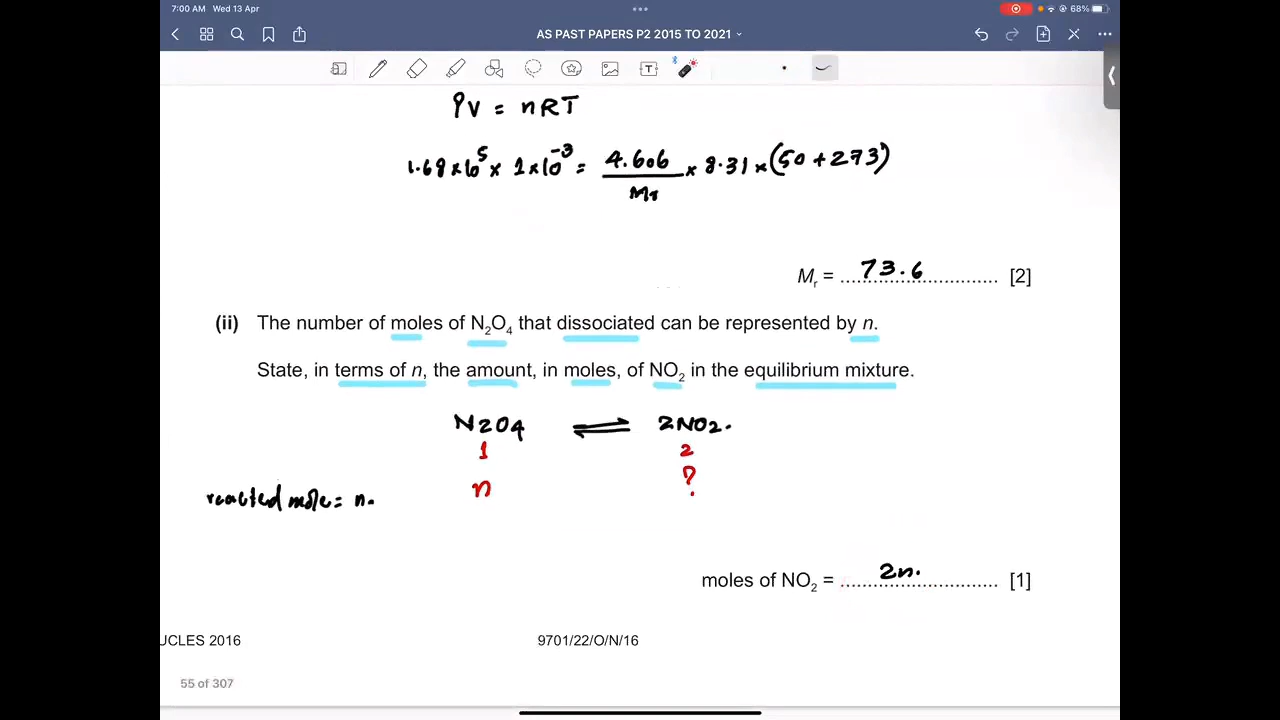 7:00 AM Wed 13 Apr
68%
AS PAST PAPERS P2 2015 TO 2021
PV = nRT
1.68 × 10⁵ × 1 × 10⁻³ = 4.606 / Mr × 8.31 × (50 + 273)
Mᵣ = 73.6 [2]
(ii) The number of moles of N₂O₄ that dissociated can be represented by n.
State, in terms of n, the amount, in moles, of NO₂ in the equilibrium mixture.
N2O4 ⇌ 2NO2.
1 2
n ?
reacted mole = n.
moles of NO₂ = 2n. [1]
UCLES 2016 9701/22/O/N/16
55 of 307